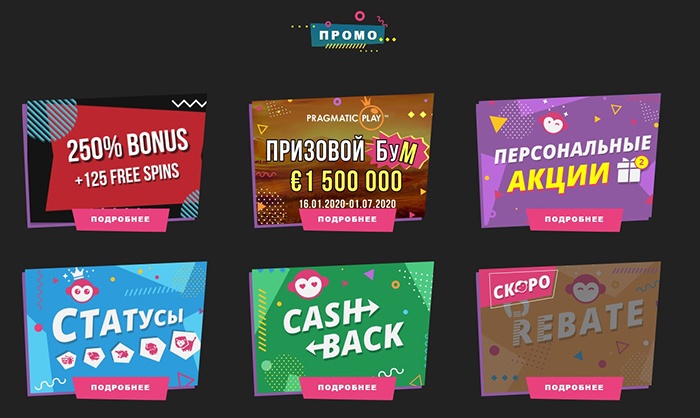 ПРОМО
250% BONUS
+125 FREE SPINS
ПОДРОБНЕЕ
PRAGMATIC PLAY™
ПРИЗОВОЙ БуМ
€1 500 000
16.01.2020-01.07.2020
ПОДРОБНЕЕ
ПЕРСОНАЛЬНЫЕ
АКЦИИ 2
ПОДРОБНЕЕ
СТАТУСЫ
ПОДРОБНЕЕ
CASH
BACK
ПОДРОБНЕЕ
СКОРО
REBATE
ПОДРОБНЕЕ